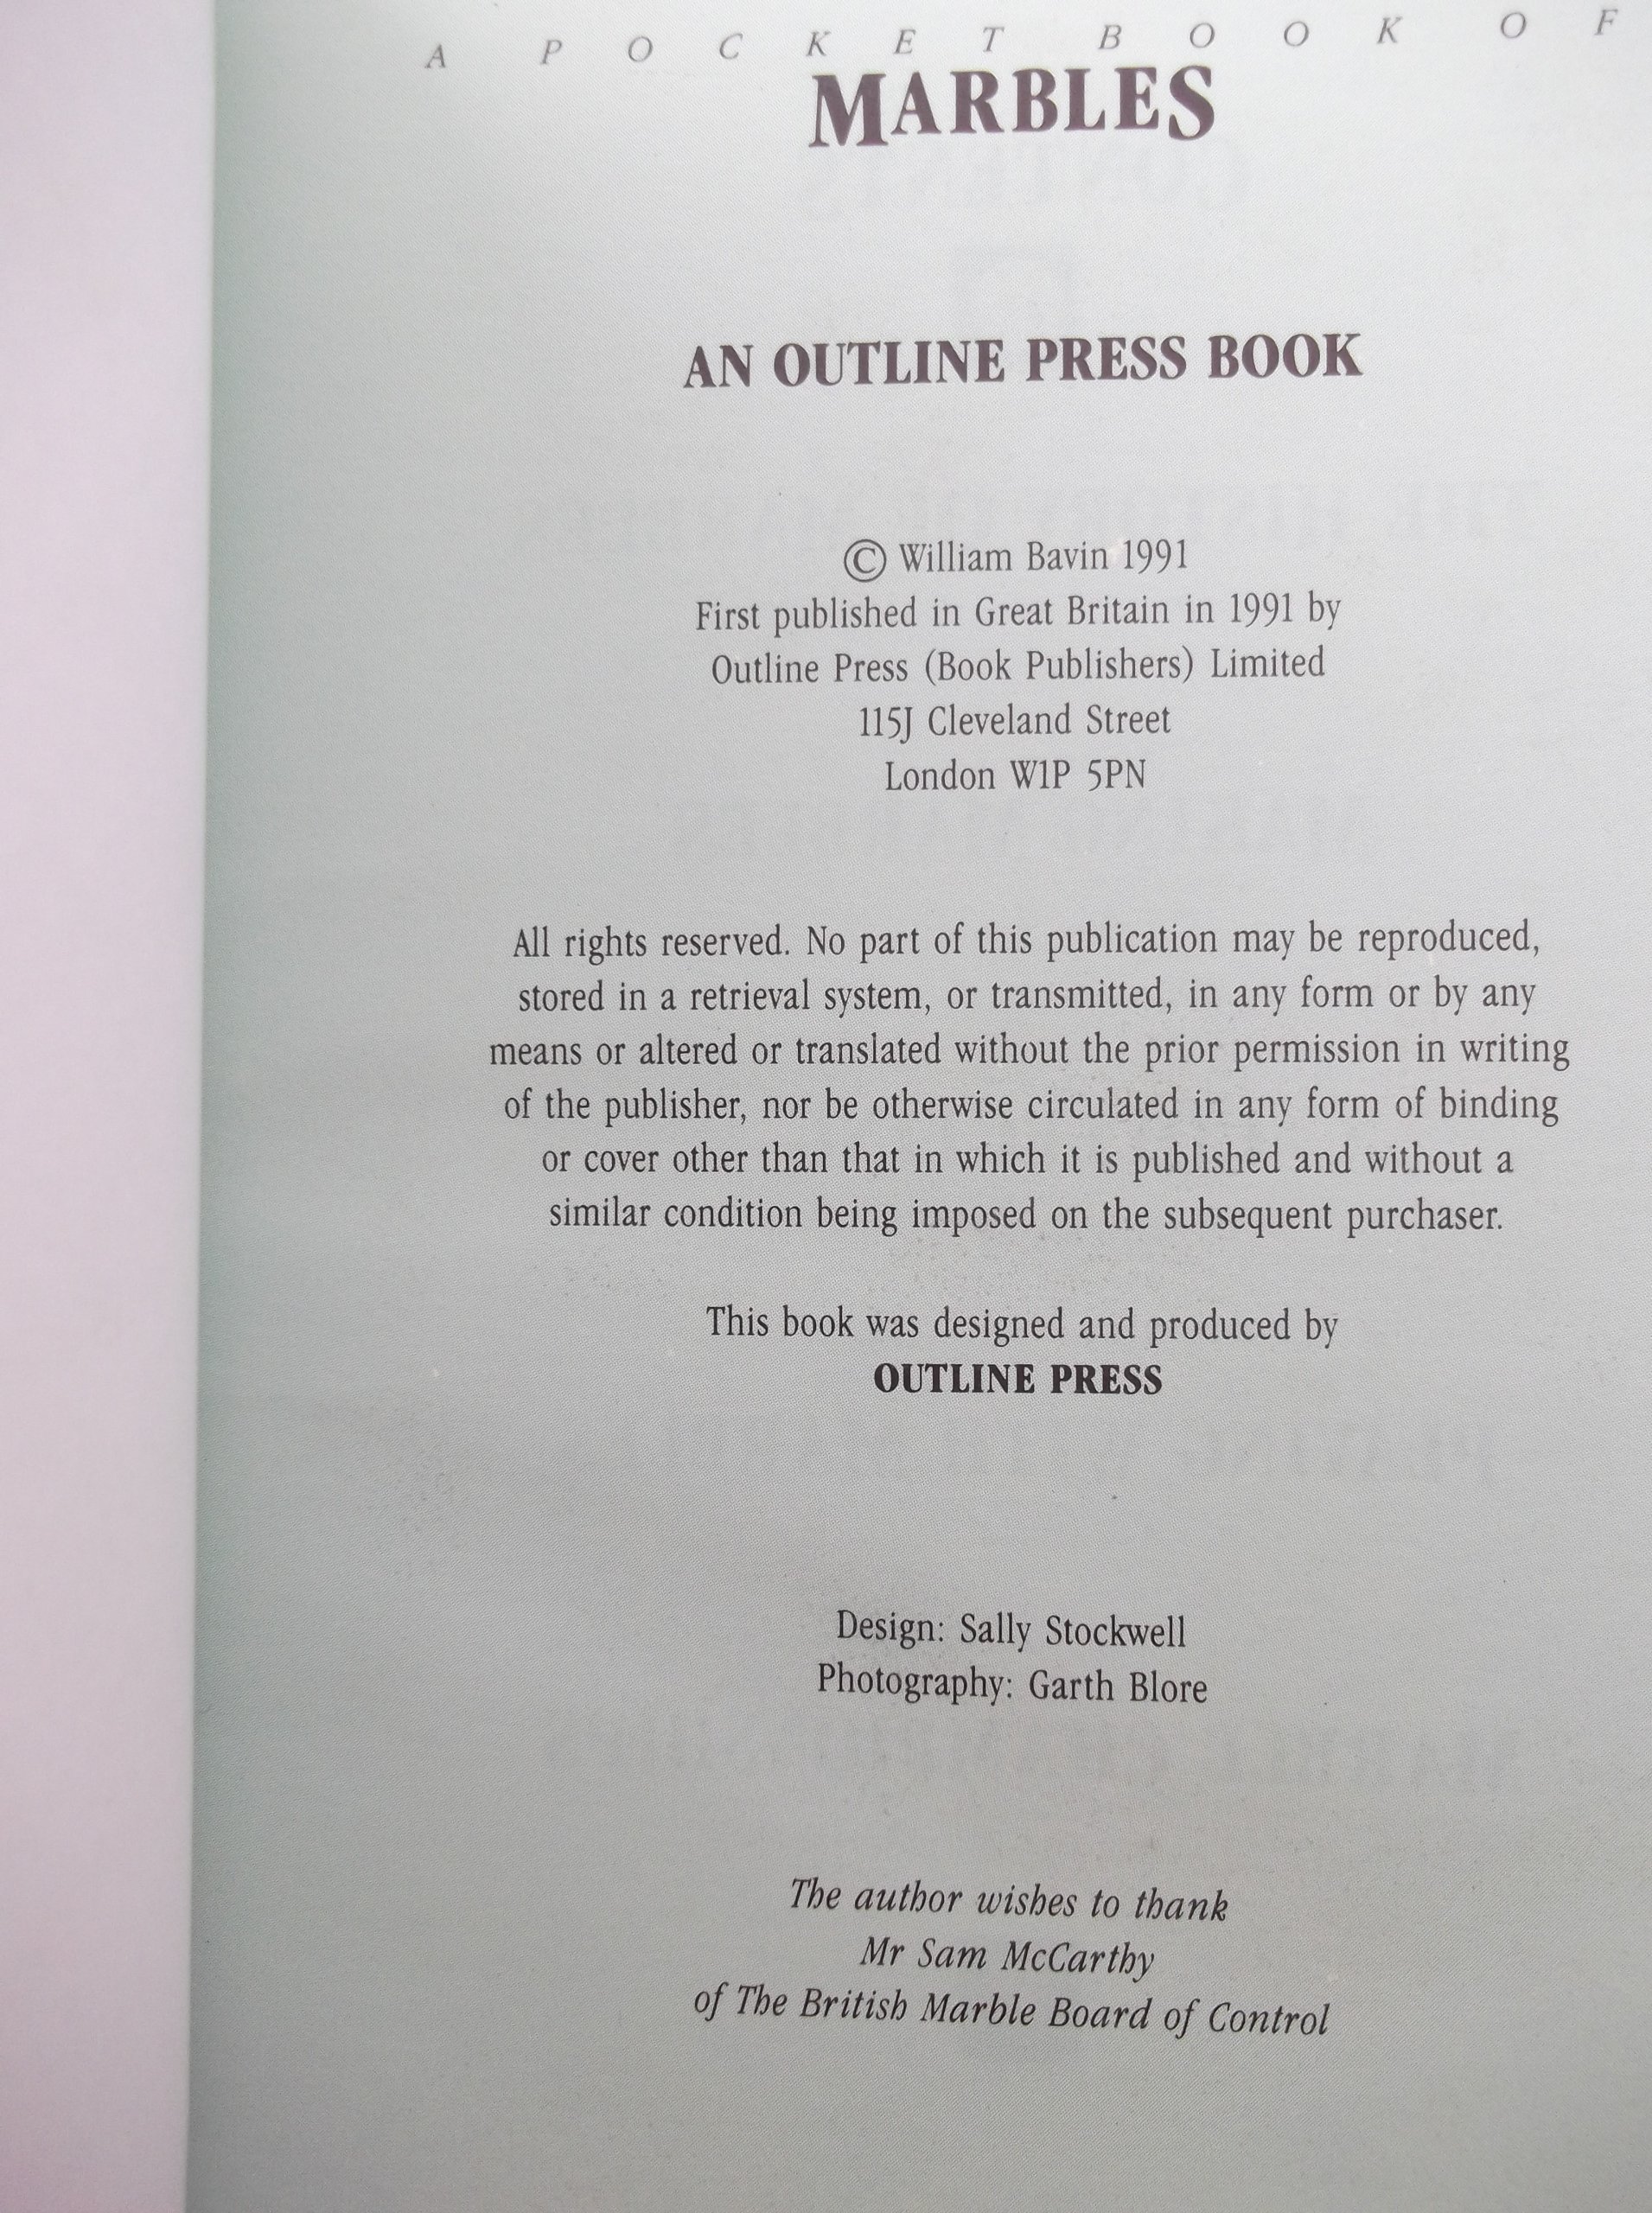 A POCKET BOOK OF
MARBLES
AN OUTLINE PRESS BOOK
© William Bavin 1991
First published in Great Britain in 1991 by
Outline Press (Book Publishers) Limited
115J Cleveland Street
London W1P 5PN
All rights reserved. No part of this publication may be reproduced,
stored in a retrieval system, or transmitted, in any form or by any
means or altered or translated without the prior permission in writing
of the publisher, nor be otherwise circulated in any form of binding
or cover other than that in which it is published and without a
similar condition being imposed on the subsequent purchaser.
This book was designed and produced by
OUTLINE PRESS
Design: Sally Stockwell
Photography: Garth Blore
The author wishes to thank
Mr Sam McCarthy
of The British Marble Board of Control